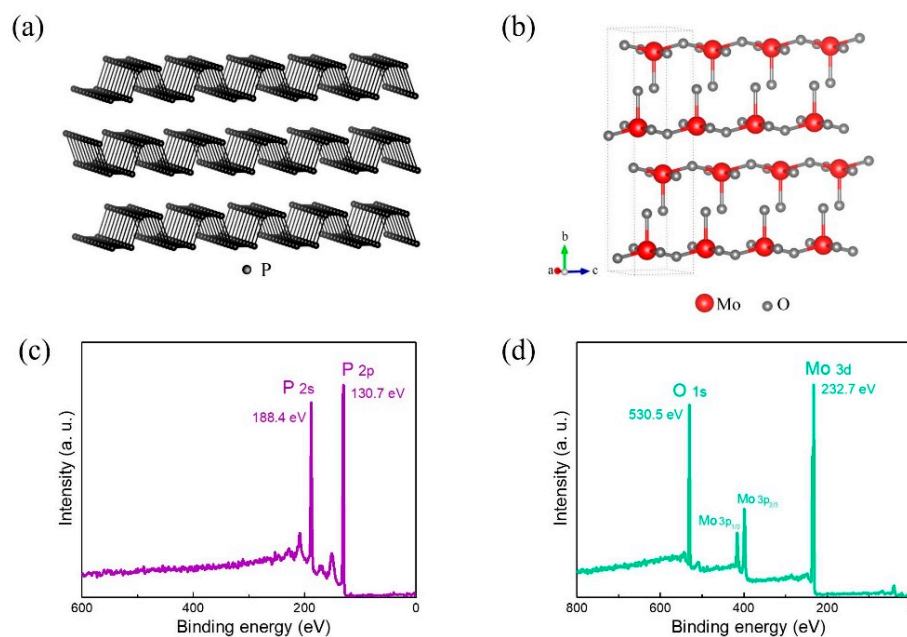 (a)
P
(b)
b
a
c
Mo
O
(c)
P 2s
188.4 eV
P 2p
130.7 eV
Intensity (a. u.)
600
400
200
0
Binding energy (eV)
(d)
O 1s
530.5 eV
Mo 3p1/2
Mo 3p3/2
Mo 3d
232.7 eV
Intensity (a. u.)
800
600
400
200
Binding energy (eV)